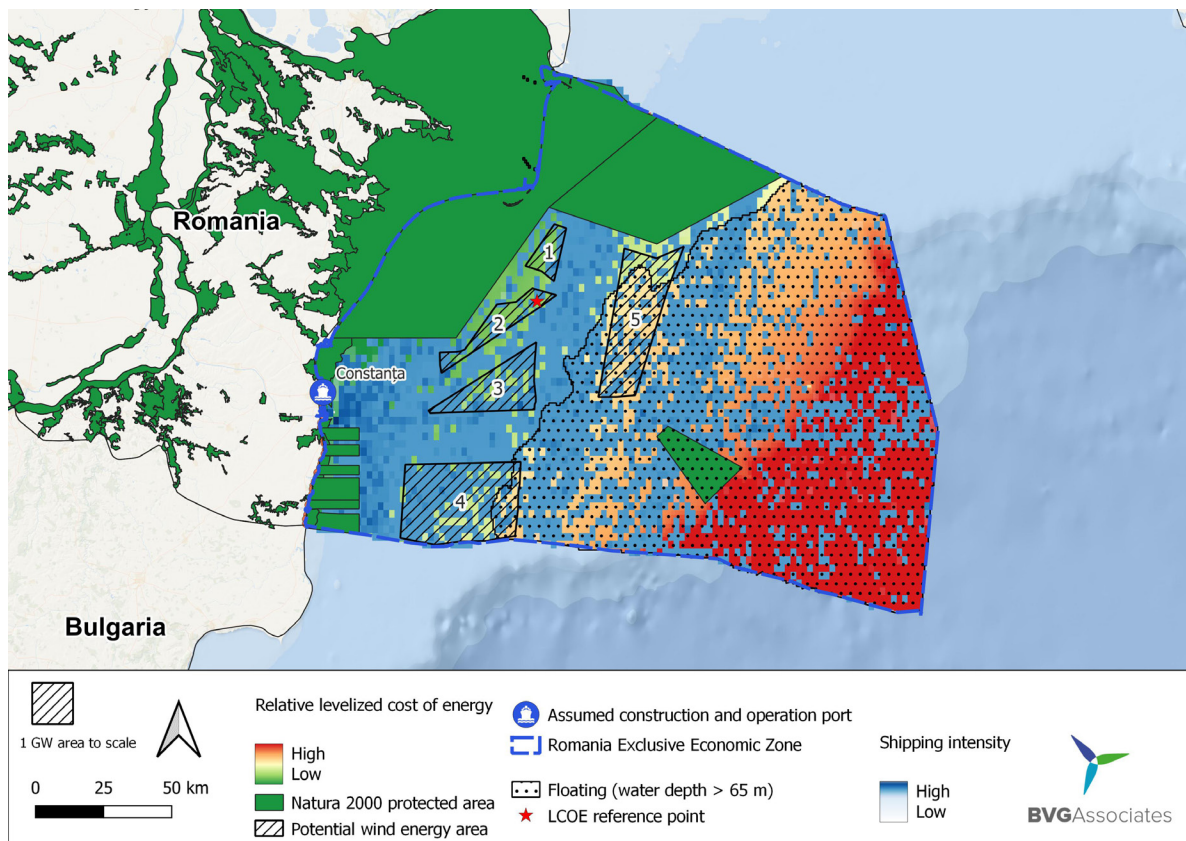 Romania
Constanța
Bulgaria
1
2
3
4
5
1 GW area to scale
0 25 50 km
Relative levelized cost of energy
High
Low
Natura 2000 protected area
Potential wind energy area
Assumed construction and operation port
Romania Exclusive Economic Zone
Floating (water depth > 65 m)
LCOE reference point
Shipping intensity
High
Low
BVGAssociates